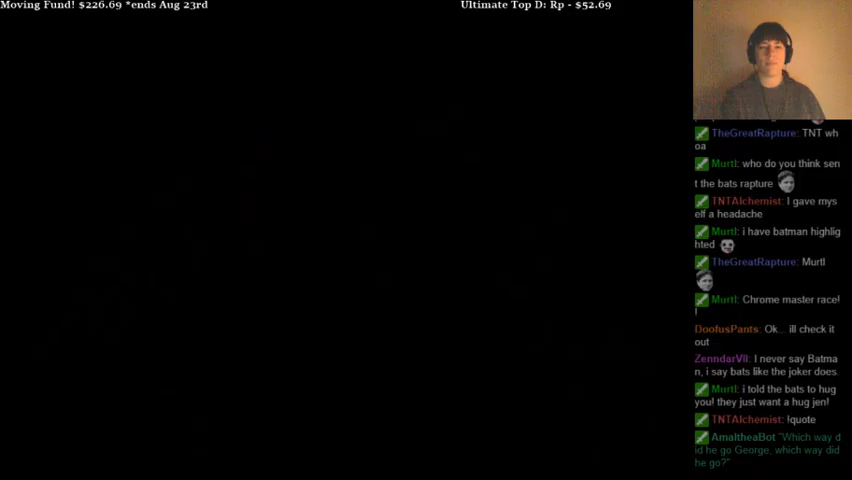 Moving Fund! $226.69 *ends Aug 23rd
Ultimate Top D: Rp - $52.69
TheGreatRapture: TNT wh
oa
Murtl: who do you think sen
t the bats rapture
TNTAlchemist: I gave mys
elf a headache
Murtl: i have batman highlig
hted
TheGreatRapture: Murtl
Murtl: Chrome master race!
!
DoofusPants: Ok... ill check it
out
ZenndarVII: I never say Batma
n, i say bats like the joker does
Murtl: i told the bats to hug
you! they just want a hug jen!
TNTAlchemist: !quote
AmaltheaBot "Which way d
id he go George, which way did
he go?"